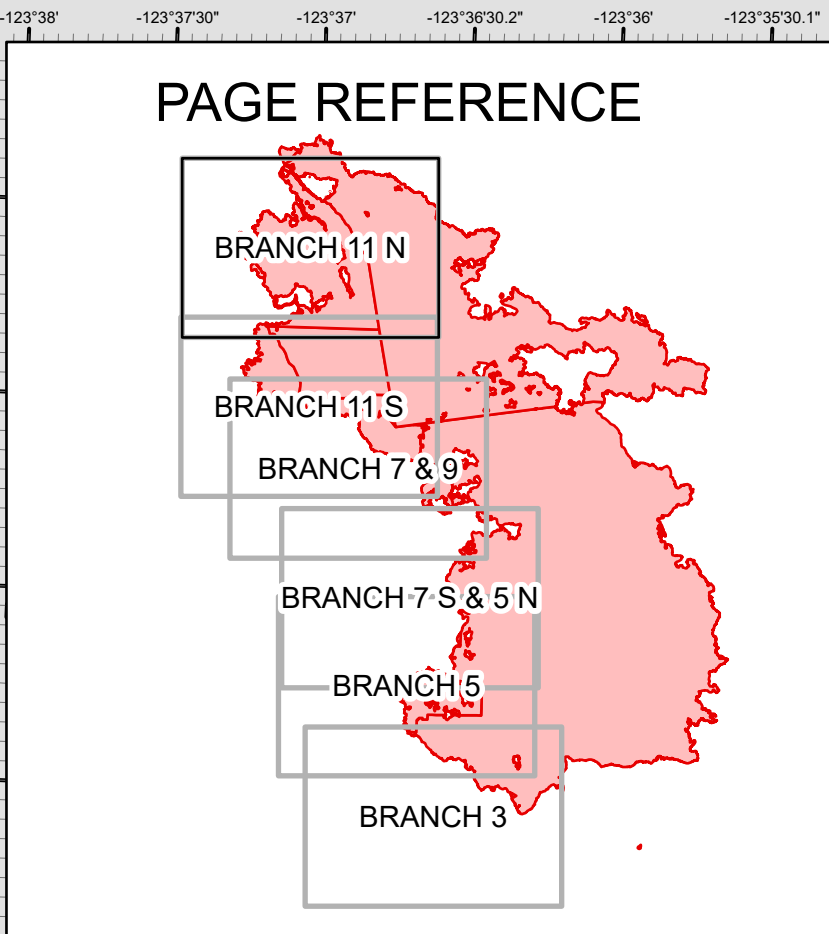 -123°38' -123°37'30" -123°37' -123°36'30.2" -123°36' -123°35'30.1"
PAGE REFERENCE
BRANCH 11 N
BRANCH 11 S
BRANCH 7 & 9
BRANCH 7 S & 5 N
BRANCH 5
BRANCH 3